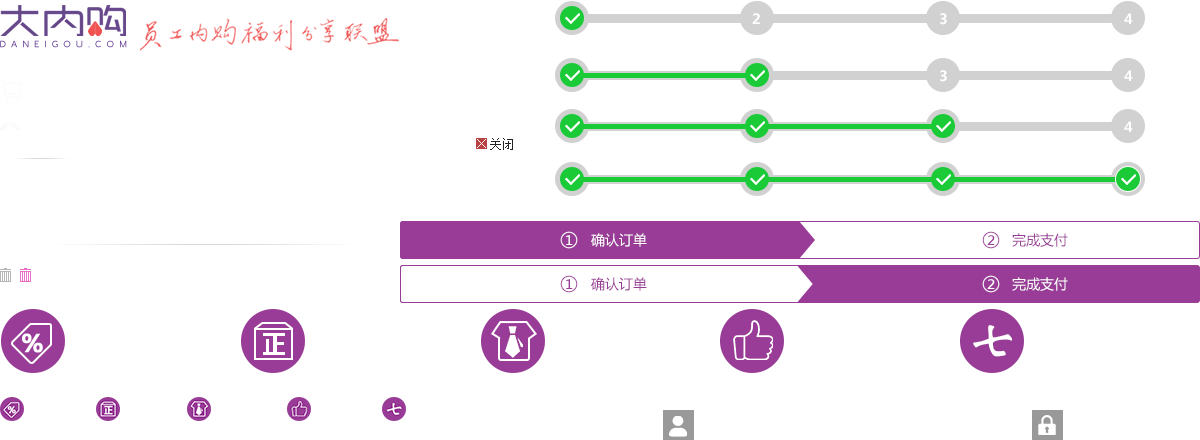 大内购
DANEIGOU.COM
员工内购福利分享联盟
2 3 4
3 4
关闭
4
① 确认订单 ② 完成支付
① 确认订单 ② 完成支付
% 正 七
% 正 七